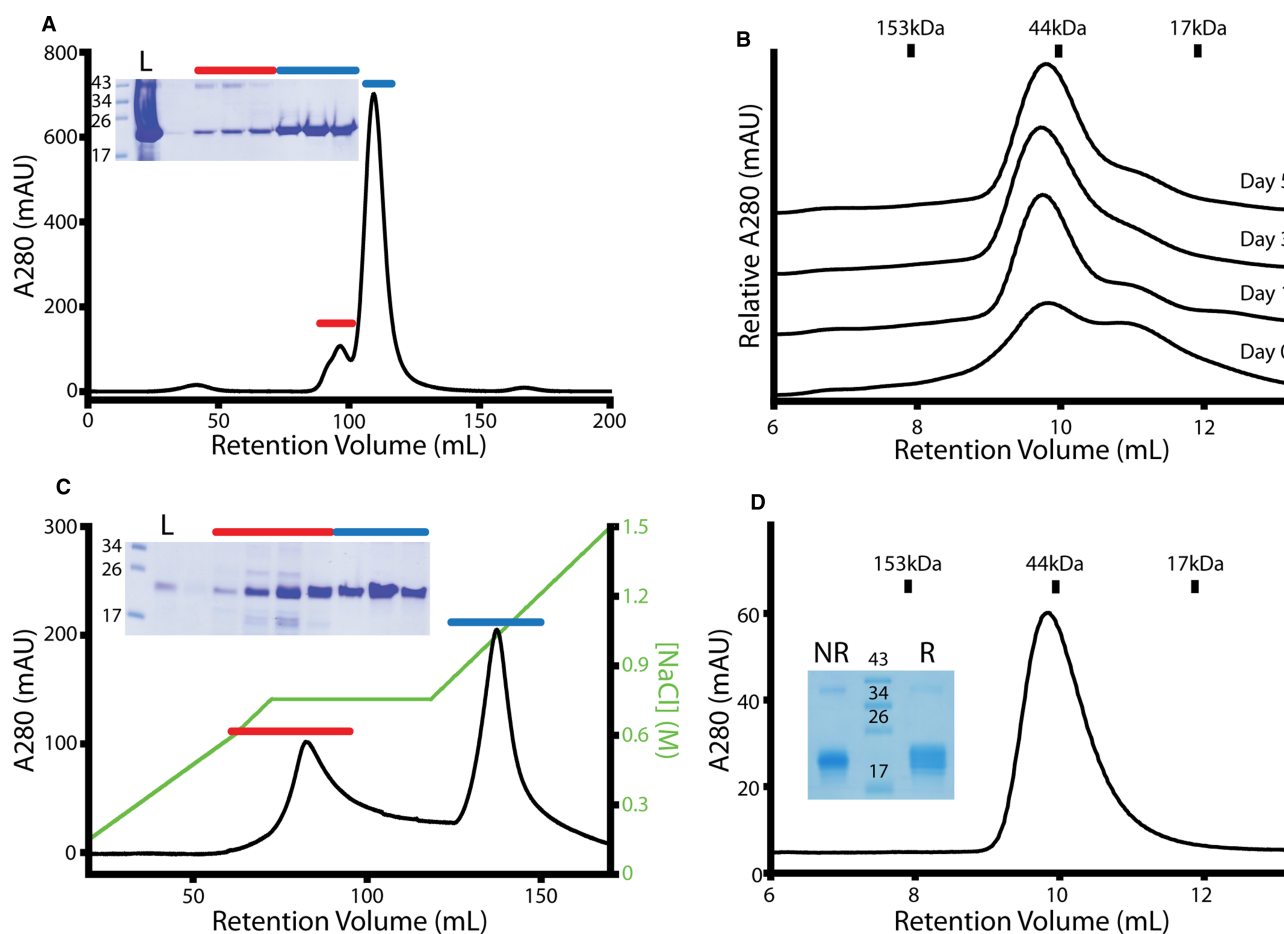 A
800
600
400
200
0
A280 (mAU)
L
43
34
26
17
0 50 100 150 200
Retention Volume (mL)
B
153kDa 44kDa 17kDa
Relative A280 (mAU)
Day 5
Day 3
Day 1
Day 0
6 8 10 12
Retention Volume (mL)
C
300
200
100
0
A280 (mAU)
L
34
26
17
1.5
1.2
0.9
0.6
0.3
0
[NaCl] (M)
50 100 150
Retention Volume (mL)
D
153kDa 44kDa 17kDa
60
40
20
0
A280 (mAU)
NR 43 R
34
26
17
6 8 10 12
Retention Volume (mL)